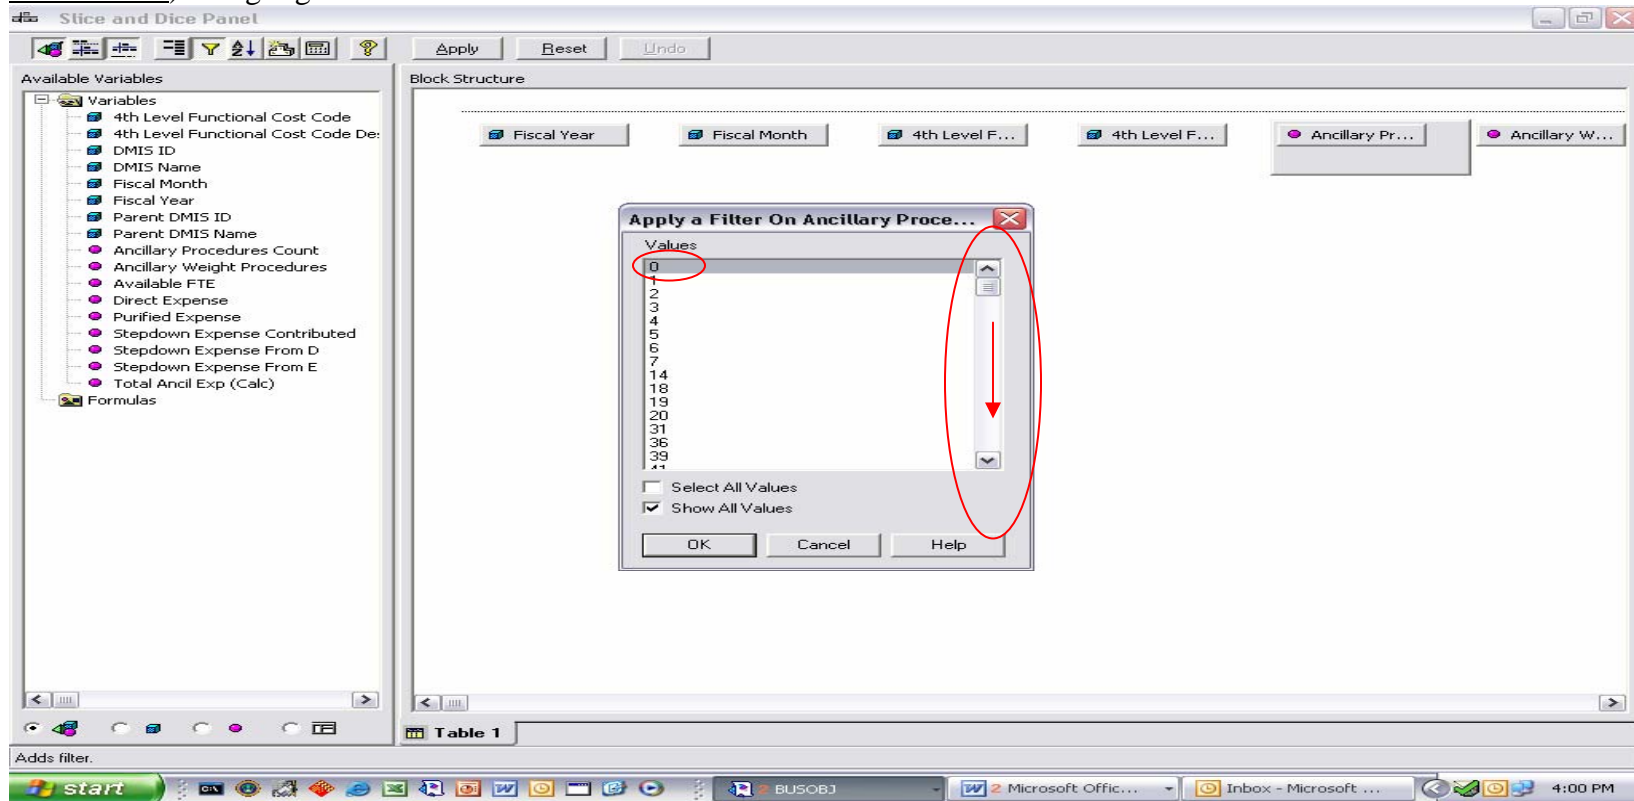 Slice and Dice Panel
Apply
Reset
Undo
Available Variables
Variables
4th Level Functional Cost Code
4th Level Functional Cost Code De:
DMIS ID
DMIS Name
Fiscal Month
Fiscal Year
Parent DMIS ID
Parent DMIS Name
Ancillary Procedures Count
Ancillary Weight Procedures
Available FTE
Direct Expense
Purified Expense
Stepdown Expense Contributed
Stepdown Expense From D
Stepdown Expense From E
Total Ancil Exp (Calc)
Formulas
Block Structure
Fiscal Year
Fiscal Month
4th Level F...
4th Level F...
Ancillary Pr...
Ancillary W...
Apply a Filter On Ancillary Proce...
Values
0
1
2
3
4
5
6
7
14
18
19
20
31
36
39
41
Select All Values
Show All Values
OK
Cancel
Help
Table 1
Adds filter.
start
2 BUSOBJ
2 Microsoft Offic...
Inbox - Microsoft ...
4:00 PM